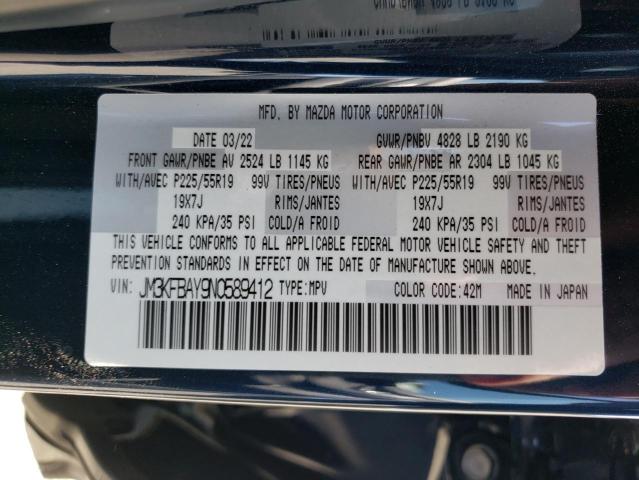 MFD. BY MAZDA MOTOR CORPORATION
DATE 03/22 GVWR/PNBV 4828 LB 2190 KG
FRONT GAWR/PNBE AV 2524 LB 1145 KG REAR GAWR/PNBE AR 2304 LB 1045 KG
WITH/AVEC P225/55R19 99V TIRES/PNEUS WITH/AVEC P225/55R19 99V TIRES/PNEUS
19X7J RIMS/JANTES 19X7J RIMS/JANTES
240 KPA/35 PSI COLD/A FROID 240 KPA/35 PSI COLD/A FROID
THIS VEHICLE CONFORMS TO ALL APPLICABLE FEDERAL MOTOR VEHICLE SAFETY AND THEFT
PREVENTION STANDARDS IN EFFECT ON THE DATE OF MANUFACTURE SHOWN ABOVE.
VIN: JM3KFBAY9N0589412 TYPE: MPV COLOR CODE: 42M MADE IN JAPAN